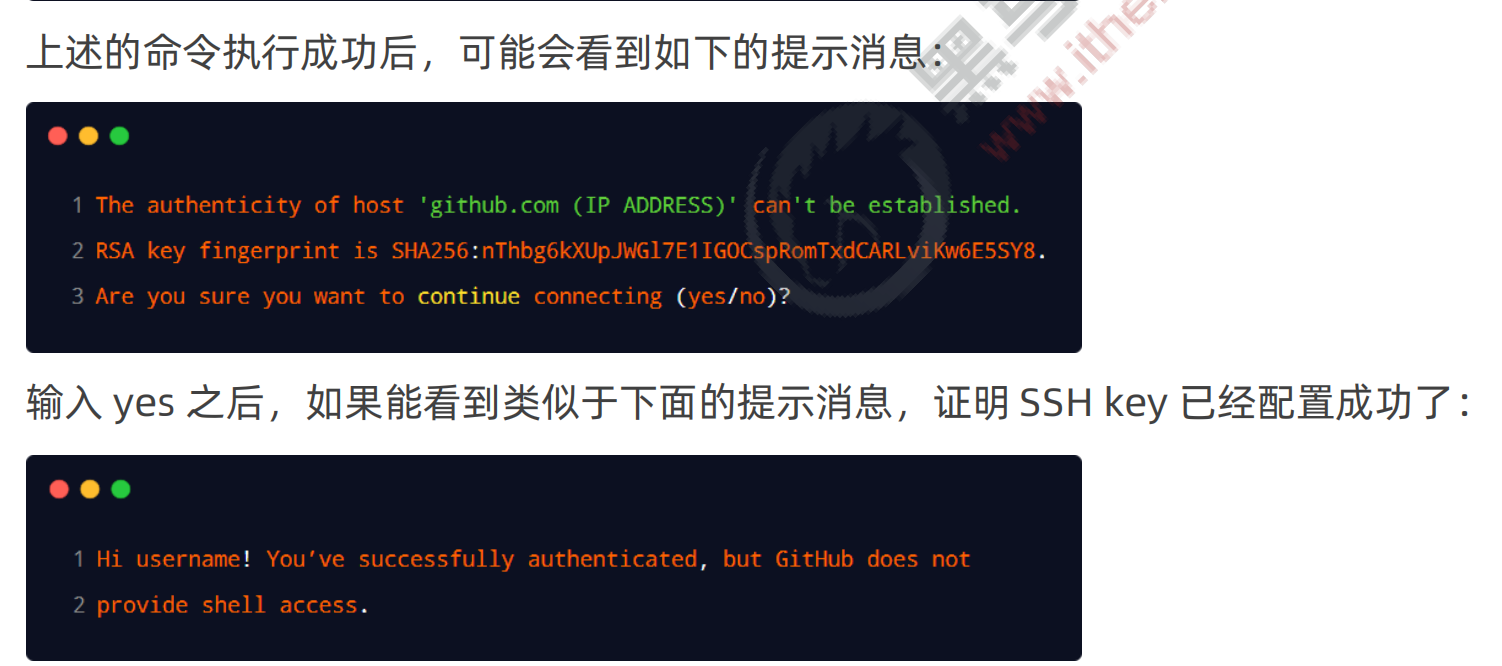 上述的命令执行成功后，可能会看到如下的提示消息：
1 The authenticity of host 'github.com (IP ADDRESS)' can't be established.
2 RSA key fingerprint is SHA256:nThbg6kXUpJWGl7E1IGOCspRomTxdCARLviKw6E5SY8.
3 Are you sure you want to continue connecting (yes/no)?
输入 yes 之后，如果能看到类似于下面的提示消息，证明 SSH key 已经配置成功了：
1 Hi username! You’ve successfully authenticated, but GitHub does not
2 provide shell access.